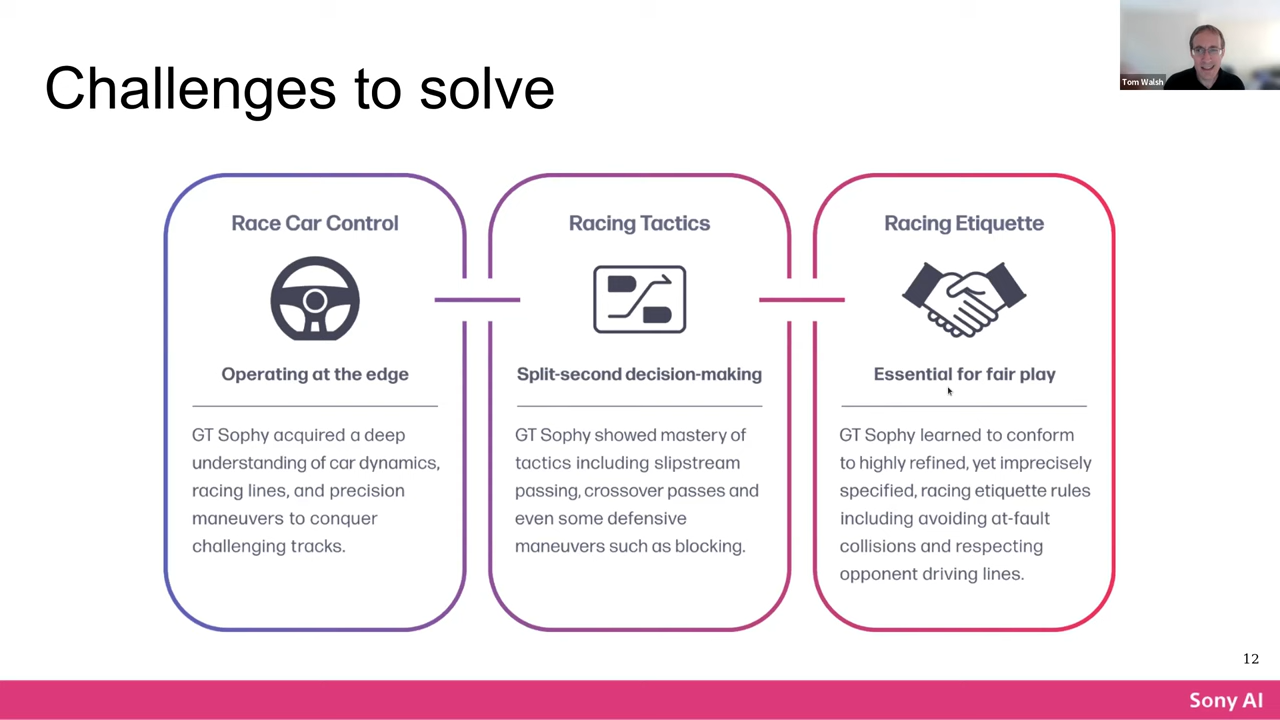 Challenges to solve
Tom Walsh
Race Car Control
Operating at the edge
GT Sophy acquired a deep
understanding of car dynamics,
racing lines, and precision
maneuvers to conquer
challenging tracks.
Racing Tactics
Split-second decision-making
GT Sophy showed mastery of
tactics including slipstream
passing, crossover passes and
even some defensive
maneuvers such as blocking.
Racing Etiquette
Essential for fair play
GT Sophy learned to conform
to highly refined, yet imprecisely
specified, racing etiquette rules
including avoiding at-fault
collisions and respecting
opponent driving lines.
12
Sony AI